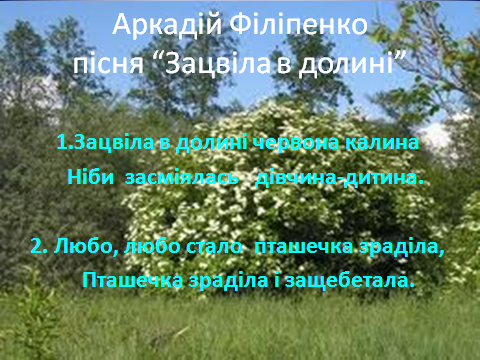 Аркадій Філіпенко
пісня “Зацвіла в долині”
1.Зацвіла в долині червона калина
Ніби засміялась дівчина-дитина.
2. Любо, любо стало пташечка зраділа,
Пташечка зраділа і защебетала.